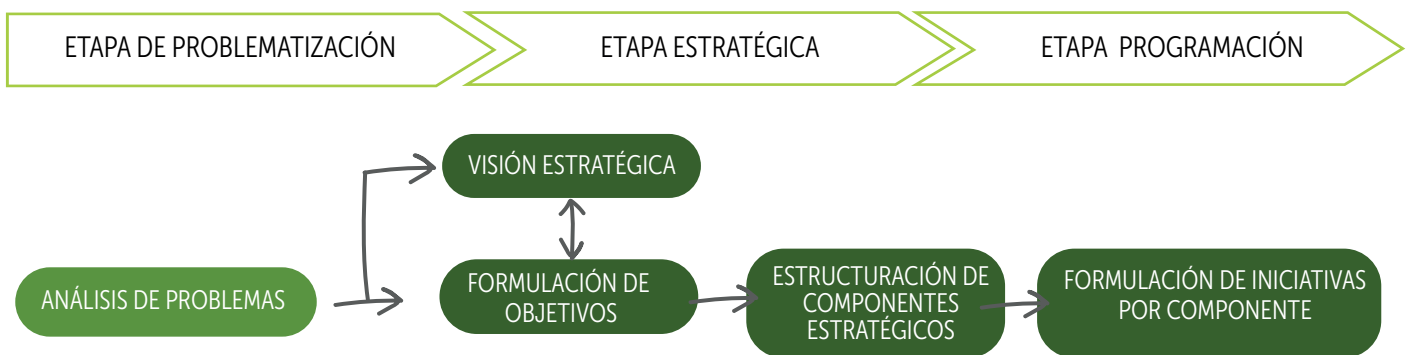 ETAPA DE PROBLEMATIZACIÓN
ETAPA ESTRATÉGICA
ETAPA PROGRAMACIÓN
VISIÓN ESTRATÉGICA
ANÁLISIS DE PROBLEMAS
FORMULACIÓN DE
OBJETIVOS
ESTRUCTURACIÓN DE
COMPONENTES
ESTRATÉGICOS
FORMULACIÓN DE INICIATIVAS
POR COMPONENTE